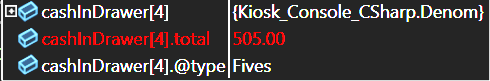 cashInDrawer[4] {Kiosk_Console_CSharp.Denom}
cashInDrawer[4].total 505.00
cashInDrawer[4].@type Fives